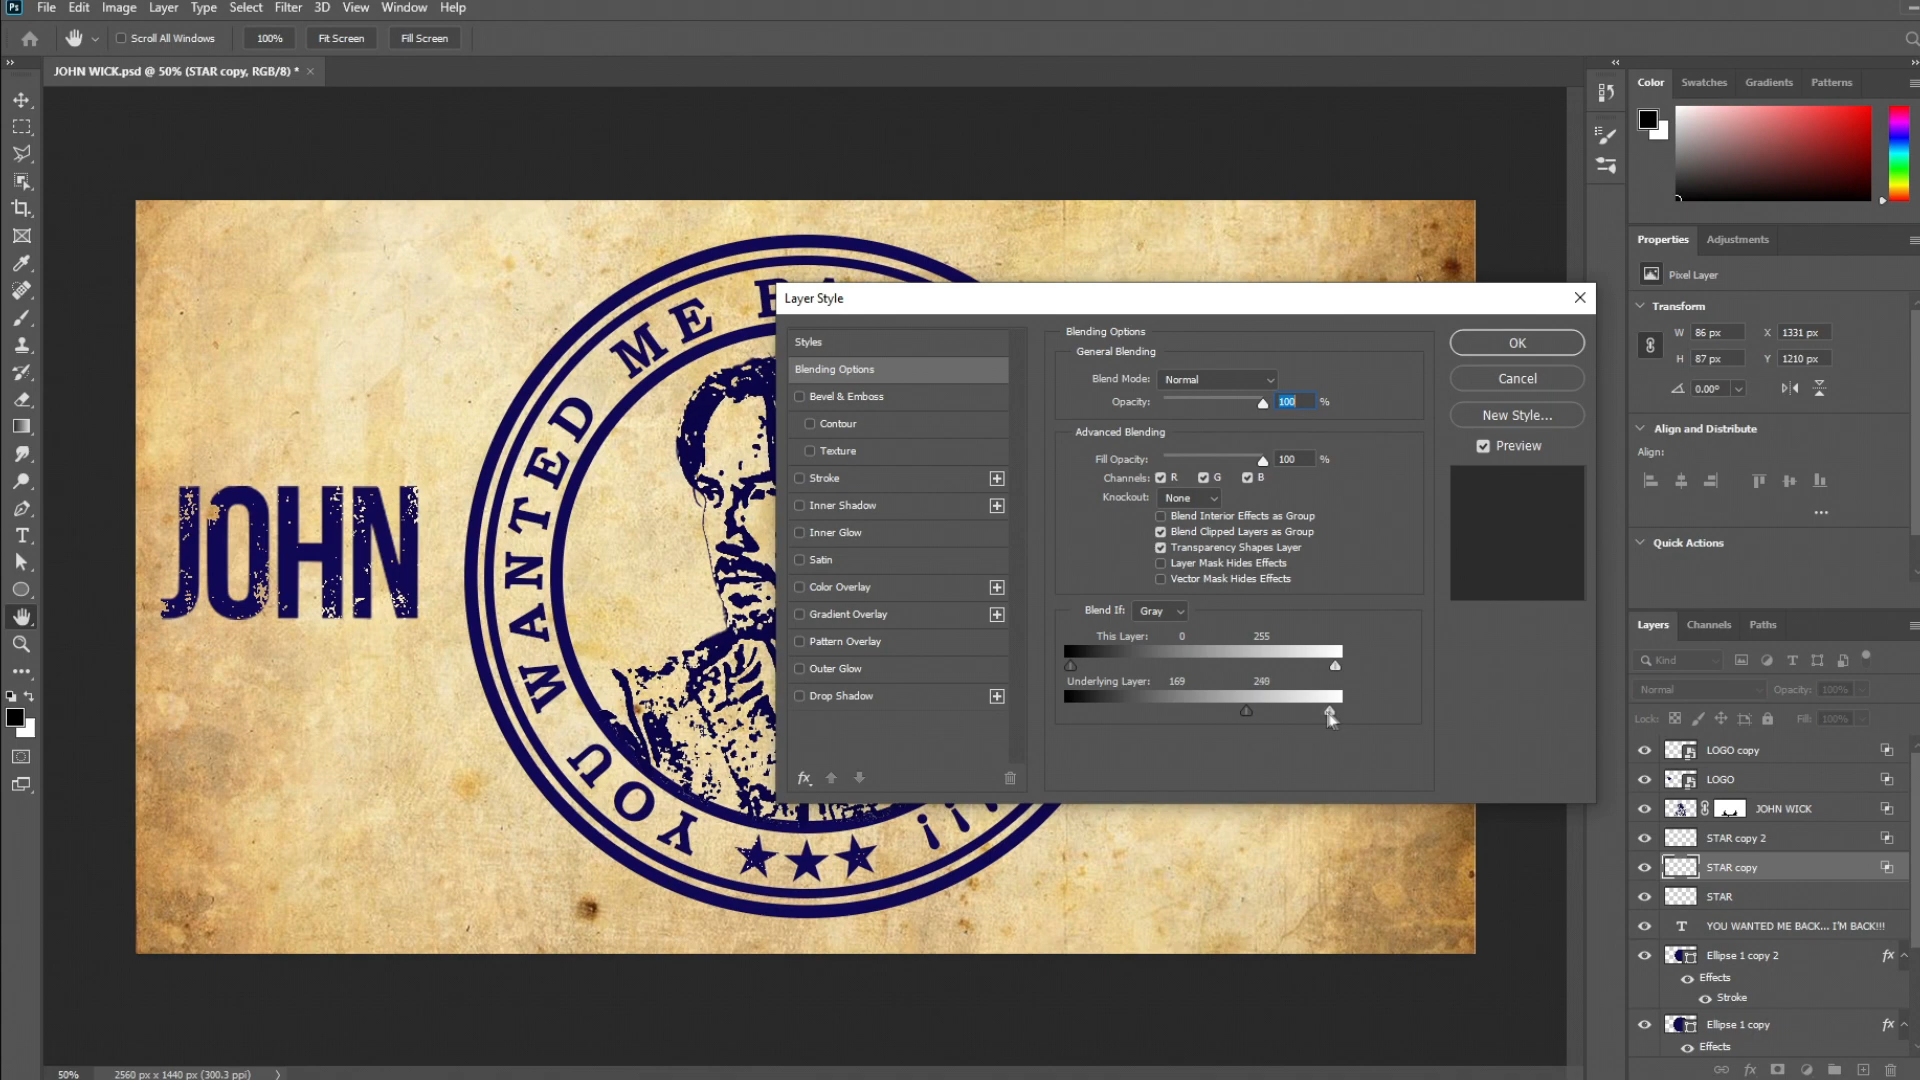 Ps File Edit Image Layer Type Select Filter 3D View Window Help
Scroll All Windows 100% Fit Screen Fill Screen
JOHN WICK.psd @ 50% (STAR copy, RGB/8) *
Color Swatches Gradients Patterns
Properties Adjustments
Pixel Layer
Transform
W 86 px X 1331 px
H 87 px Y 1210 px
0.00°
Align and Distribute
Align:
Quick Actions
JOHN
YOU WANTED ME BA
!!!
Layer Style
Styles
Blending Options
Bevel & Emboss
Contour
Texture
Stroke
Inner Shadow
Inner Glow
Satin
Color Overlay
Gradient Overlay
Pattern Overlay
Outer Glow
Drop Shadow
fx
Blending Options
General Blending
Blend Mode: Normal
Opacity: 100 %
Advanced Blending
Fill Opacity: 100 %
Channels: R G B
Knockout: None
Blend Interior Effects as Group
Blend Clipped Layers as Group
Transparency Shapes Layer
Layer Mask Hides Effects
Vector Mask Hides Effects
Blend If: Gray
This Layer: 0 255
Underlying Layer: 169 249
OK
Cancel
New Style...
Preview
Layers Channels Paths
Kind
Normal Opacity: 100%
Lock: Fill: 100%
LOGO copy
LOGO
JOHN WICK
STAR copy 2
STAR copy
STAR
T YOU WANTED ME BACK... I'M BACK!!!
Ellipse 1 copy 2 fx
Effects
Stroke
Ellipse 1 copy fx
Effects
fx
50% 2560 px x 1440 px (300.3 ppi)